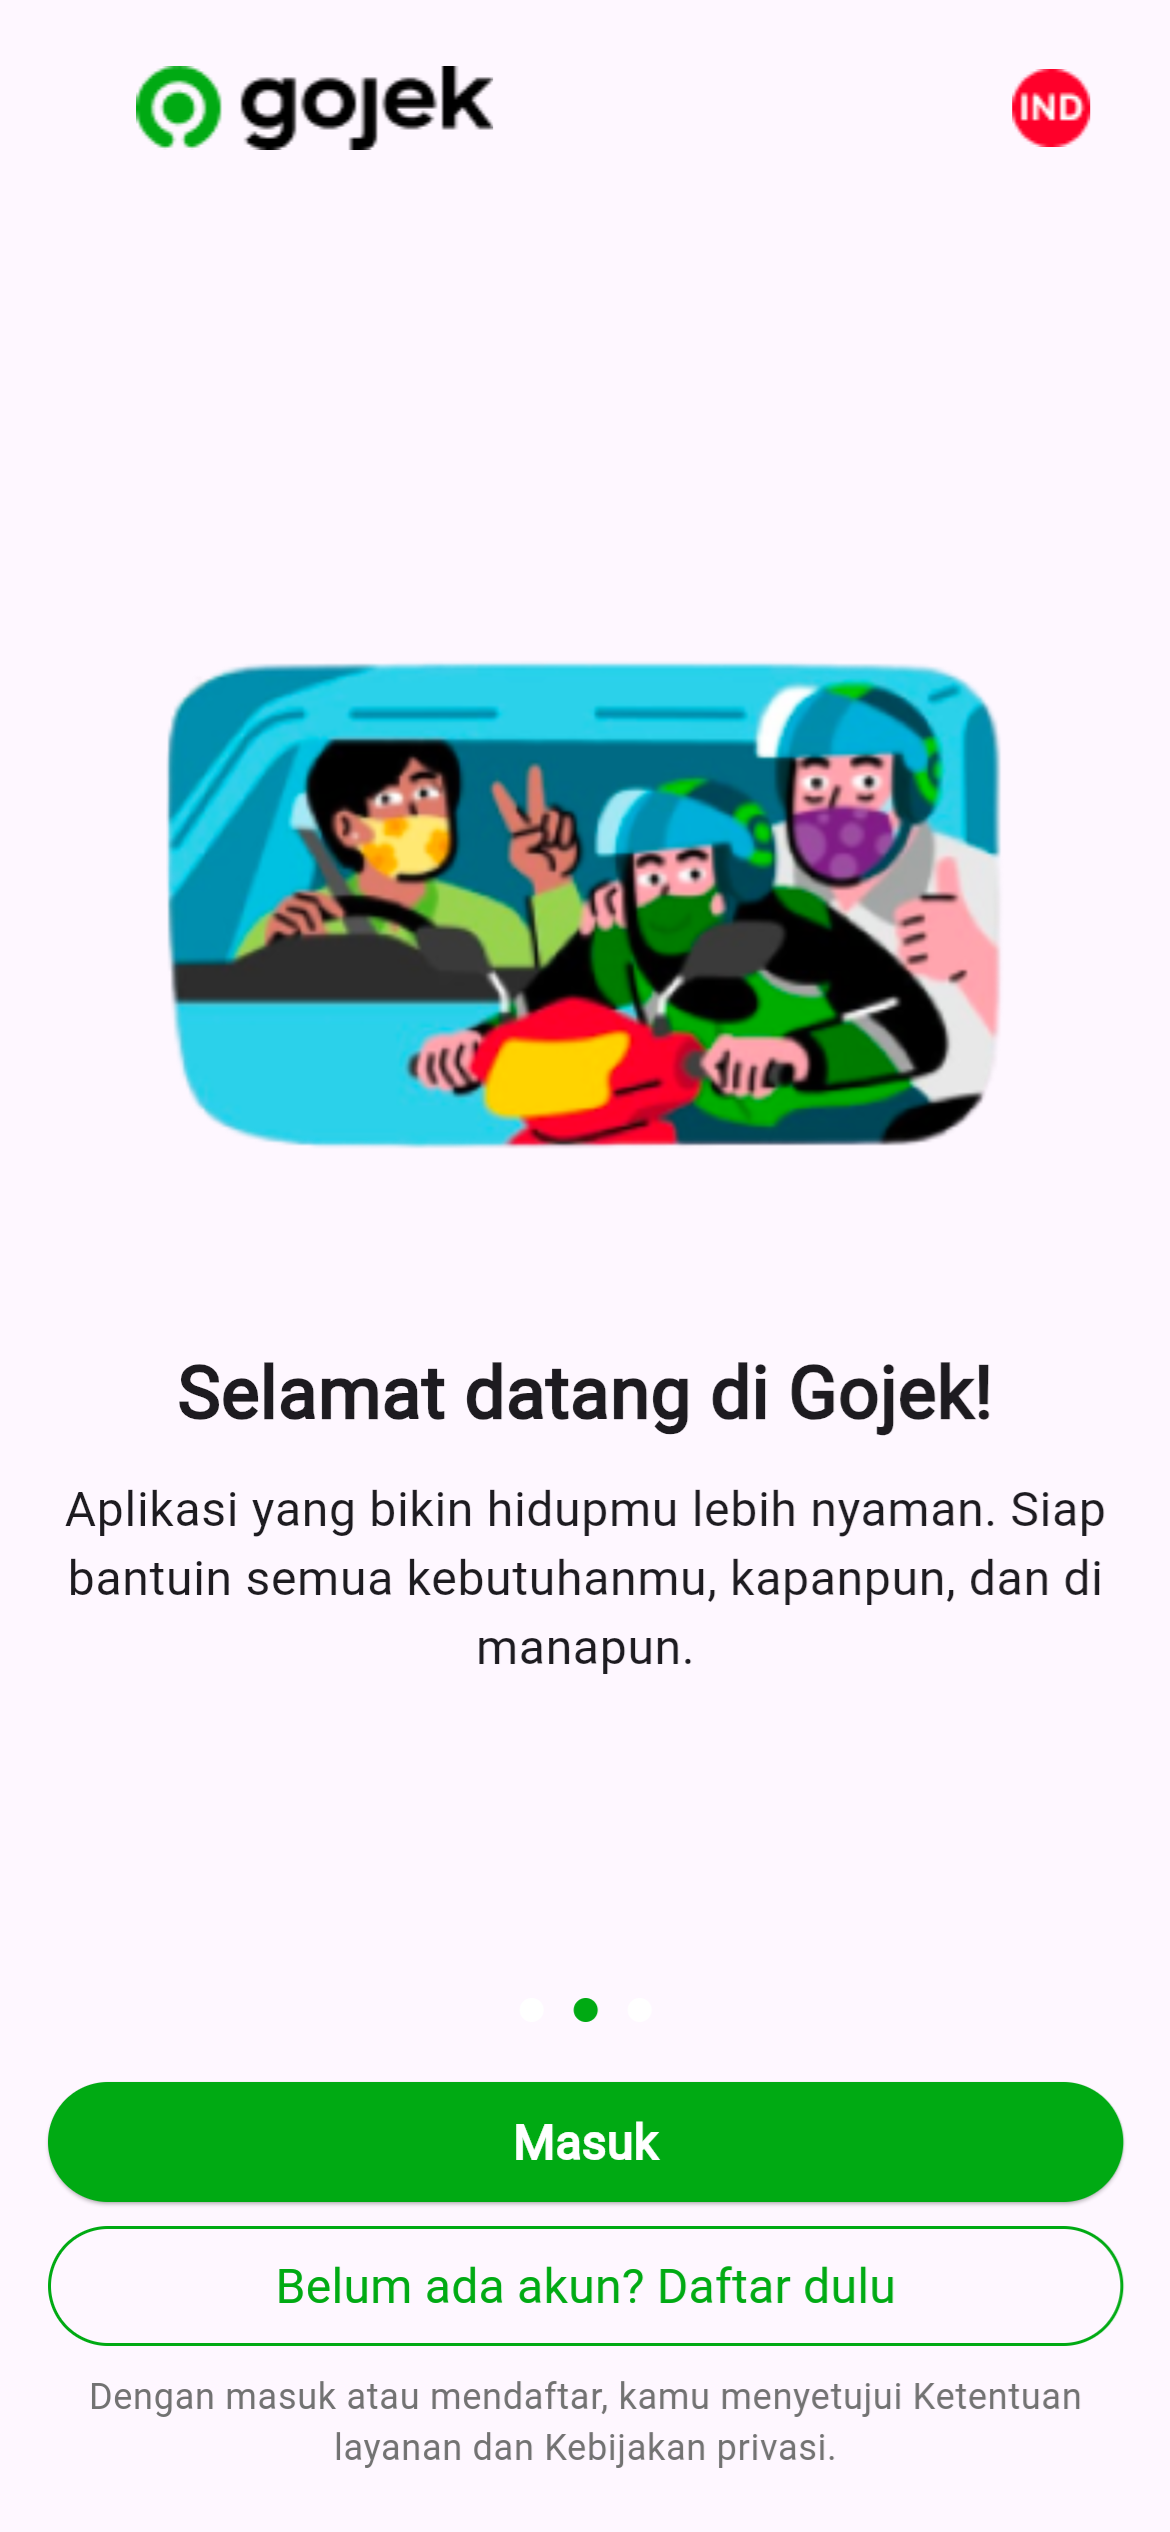 gojek
IND
Selamat datang di Gojek!
Aplikasi yang bikin hidupmu lebih nyaman. Siap
bantuin semua kebutuhanmu, kapanpun, dan di
manapun.
Masuk
Belum ada akun? Daftar dulu
Dengan masuk atau mendaftar, kamu menyetujui Ketentuan
layanan dan Kebijakan privasi.